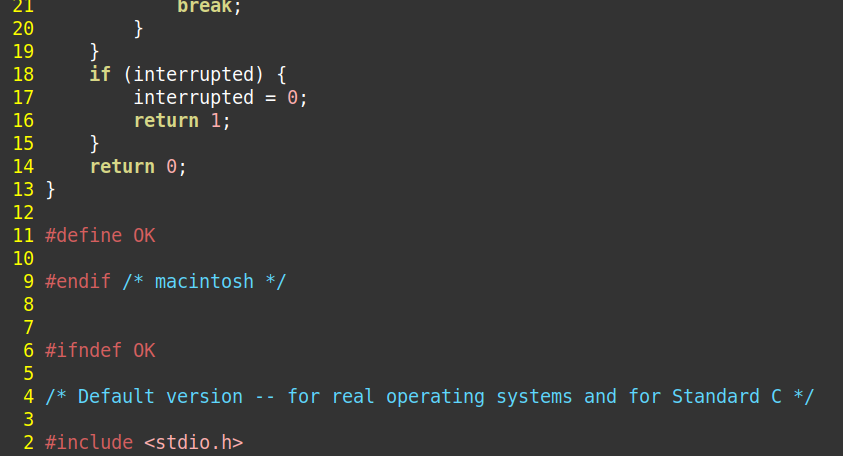 21             break;
20         }
19     }
18     if (interrupted) {
17         interrupted = 0;
16         return 1;
15     }
14     return 0;
13 }
12
11 #define OK
10
 9 #endif /* macintosh */
 8
 7
 6 #ifndef OK
 5
 4 /* Default version -- for real operating systems and for Standard C */
 3
 2 #include <stdio.h>